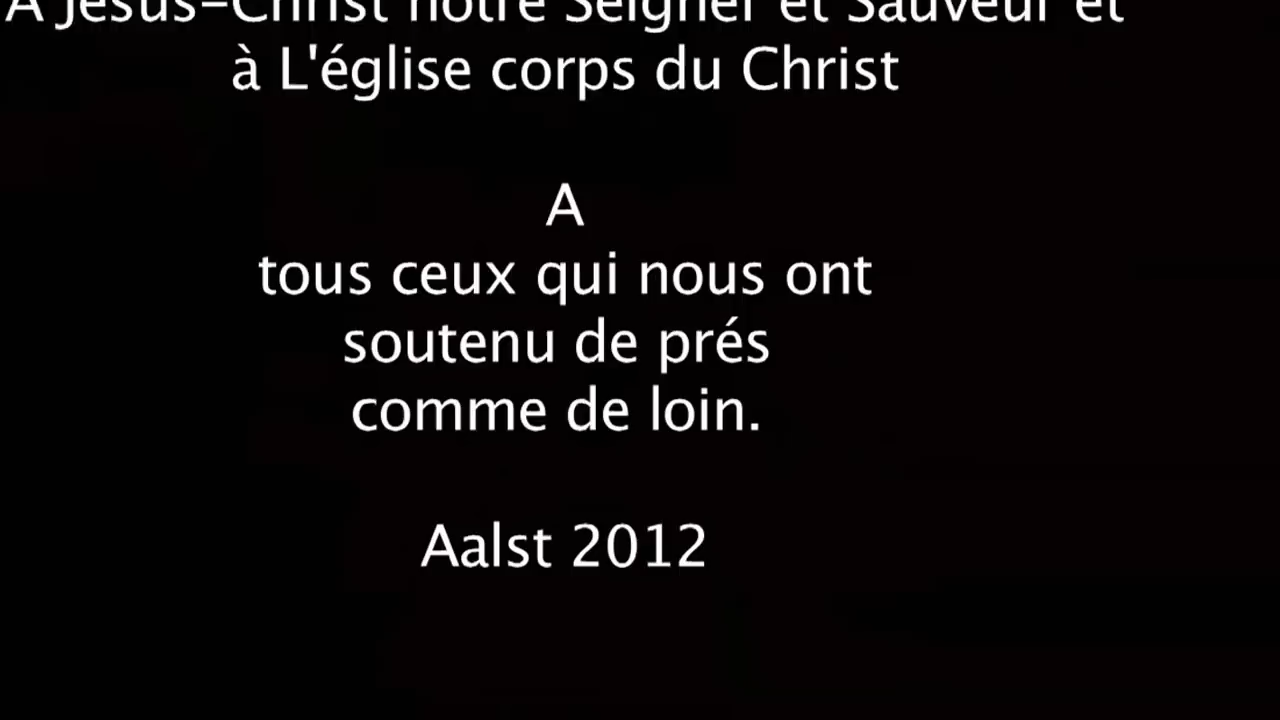 A Jésus-Christ notre Seigner et Sauveur et
à L'église corps du Christ
A
tous ceux qui nous ont
soutenu de prés
comme de loin.
Aalst 2012